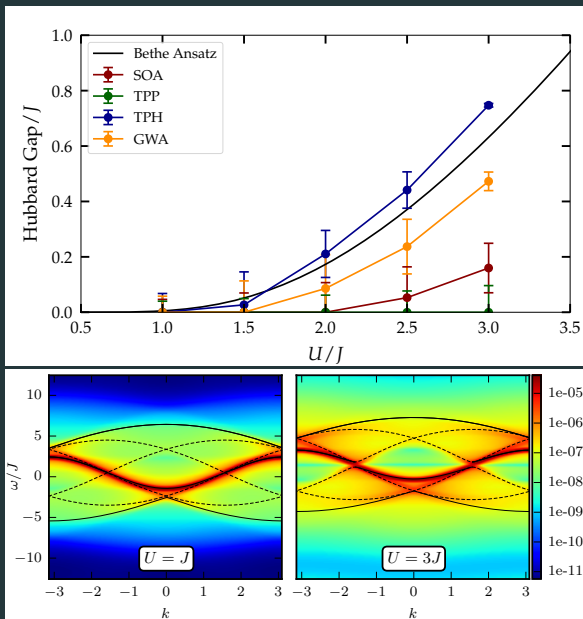 1.0
0.8
0.6
0.4
0.2
0.0
Hubbard Gap/J
Bethe Ansatz
SOA
TPP
TPH
GWA
0.5 1.0 1.5 2.0 2.5 3.0 3.5
U/J
10
5
0
−5
−10
ω/J
U = J
U = 3J
1e-05
1e-06
1e-07
1e-08
1e-09
1e-10
1e-11
−3 −2 −1 0 1 2 3
−3 −2 −1 0 1 2 3
k
k